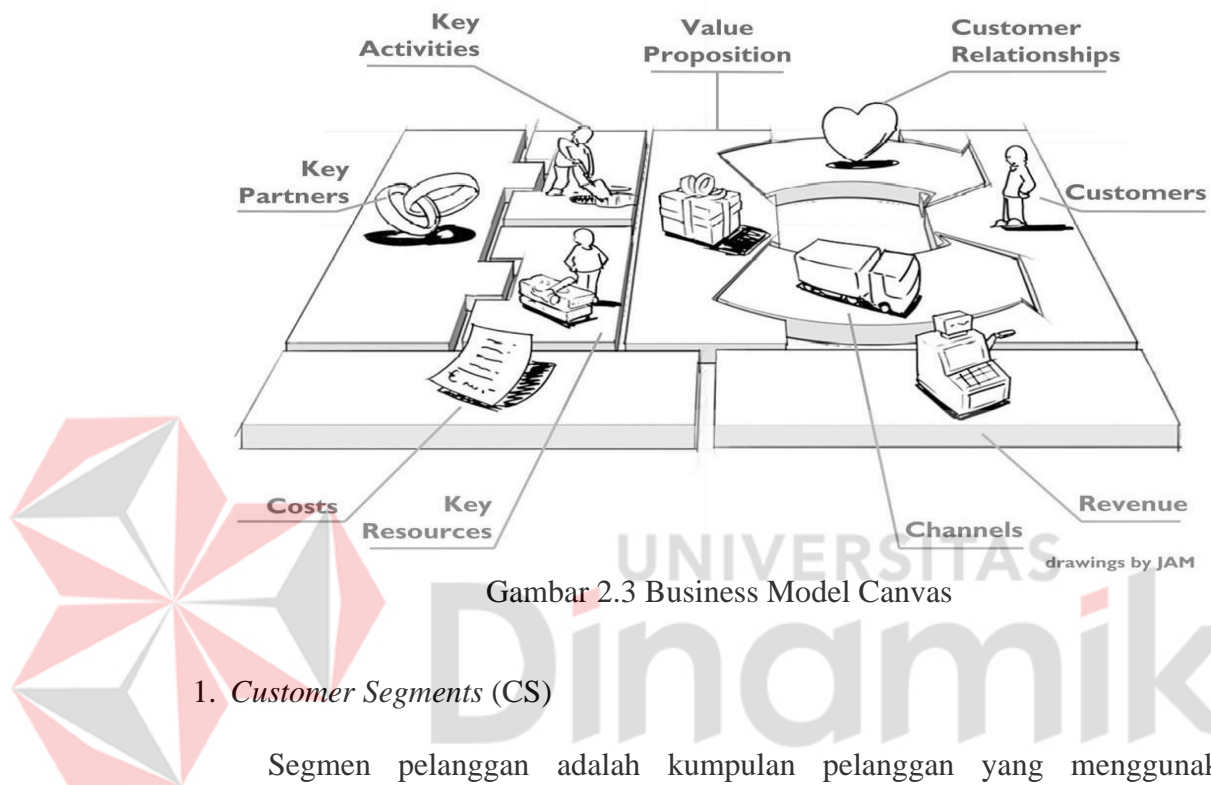 Key
Activities
Value
Proposition
Customer
Relationships
Key
Partners
Customers
Costs
Key
Resources
Channels
Revenue
drawings by JAM
UNIVERSITAS
Dinamik
Gambar 2.3 Business Model Canvas
1. Customer Segments (CS)
Segmen pelanggan adalah kumpulan pelanggan yang menggunak